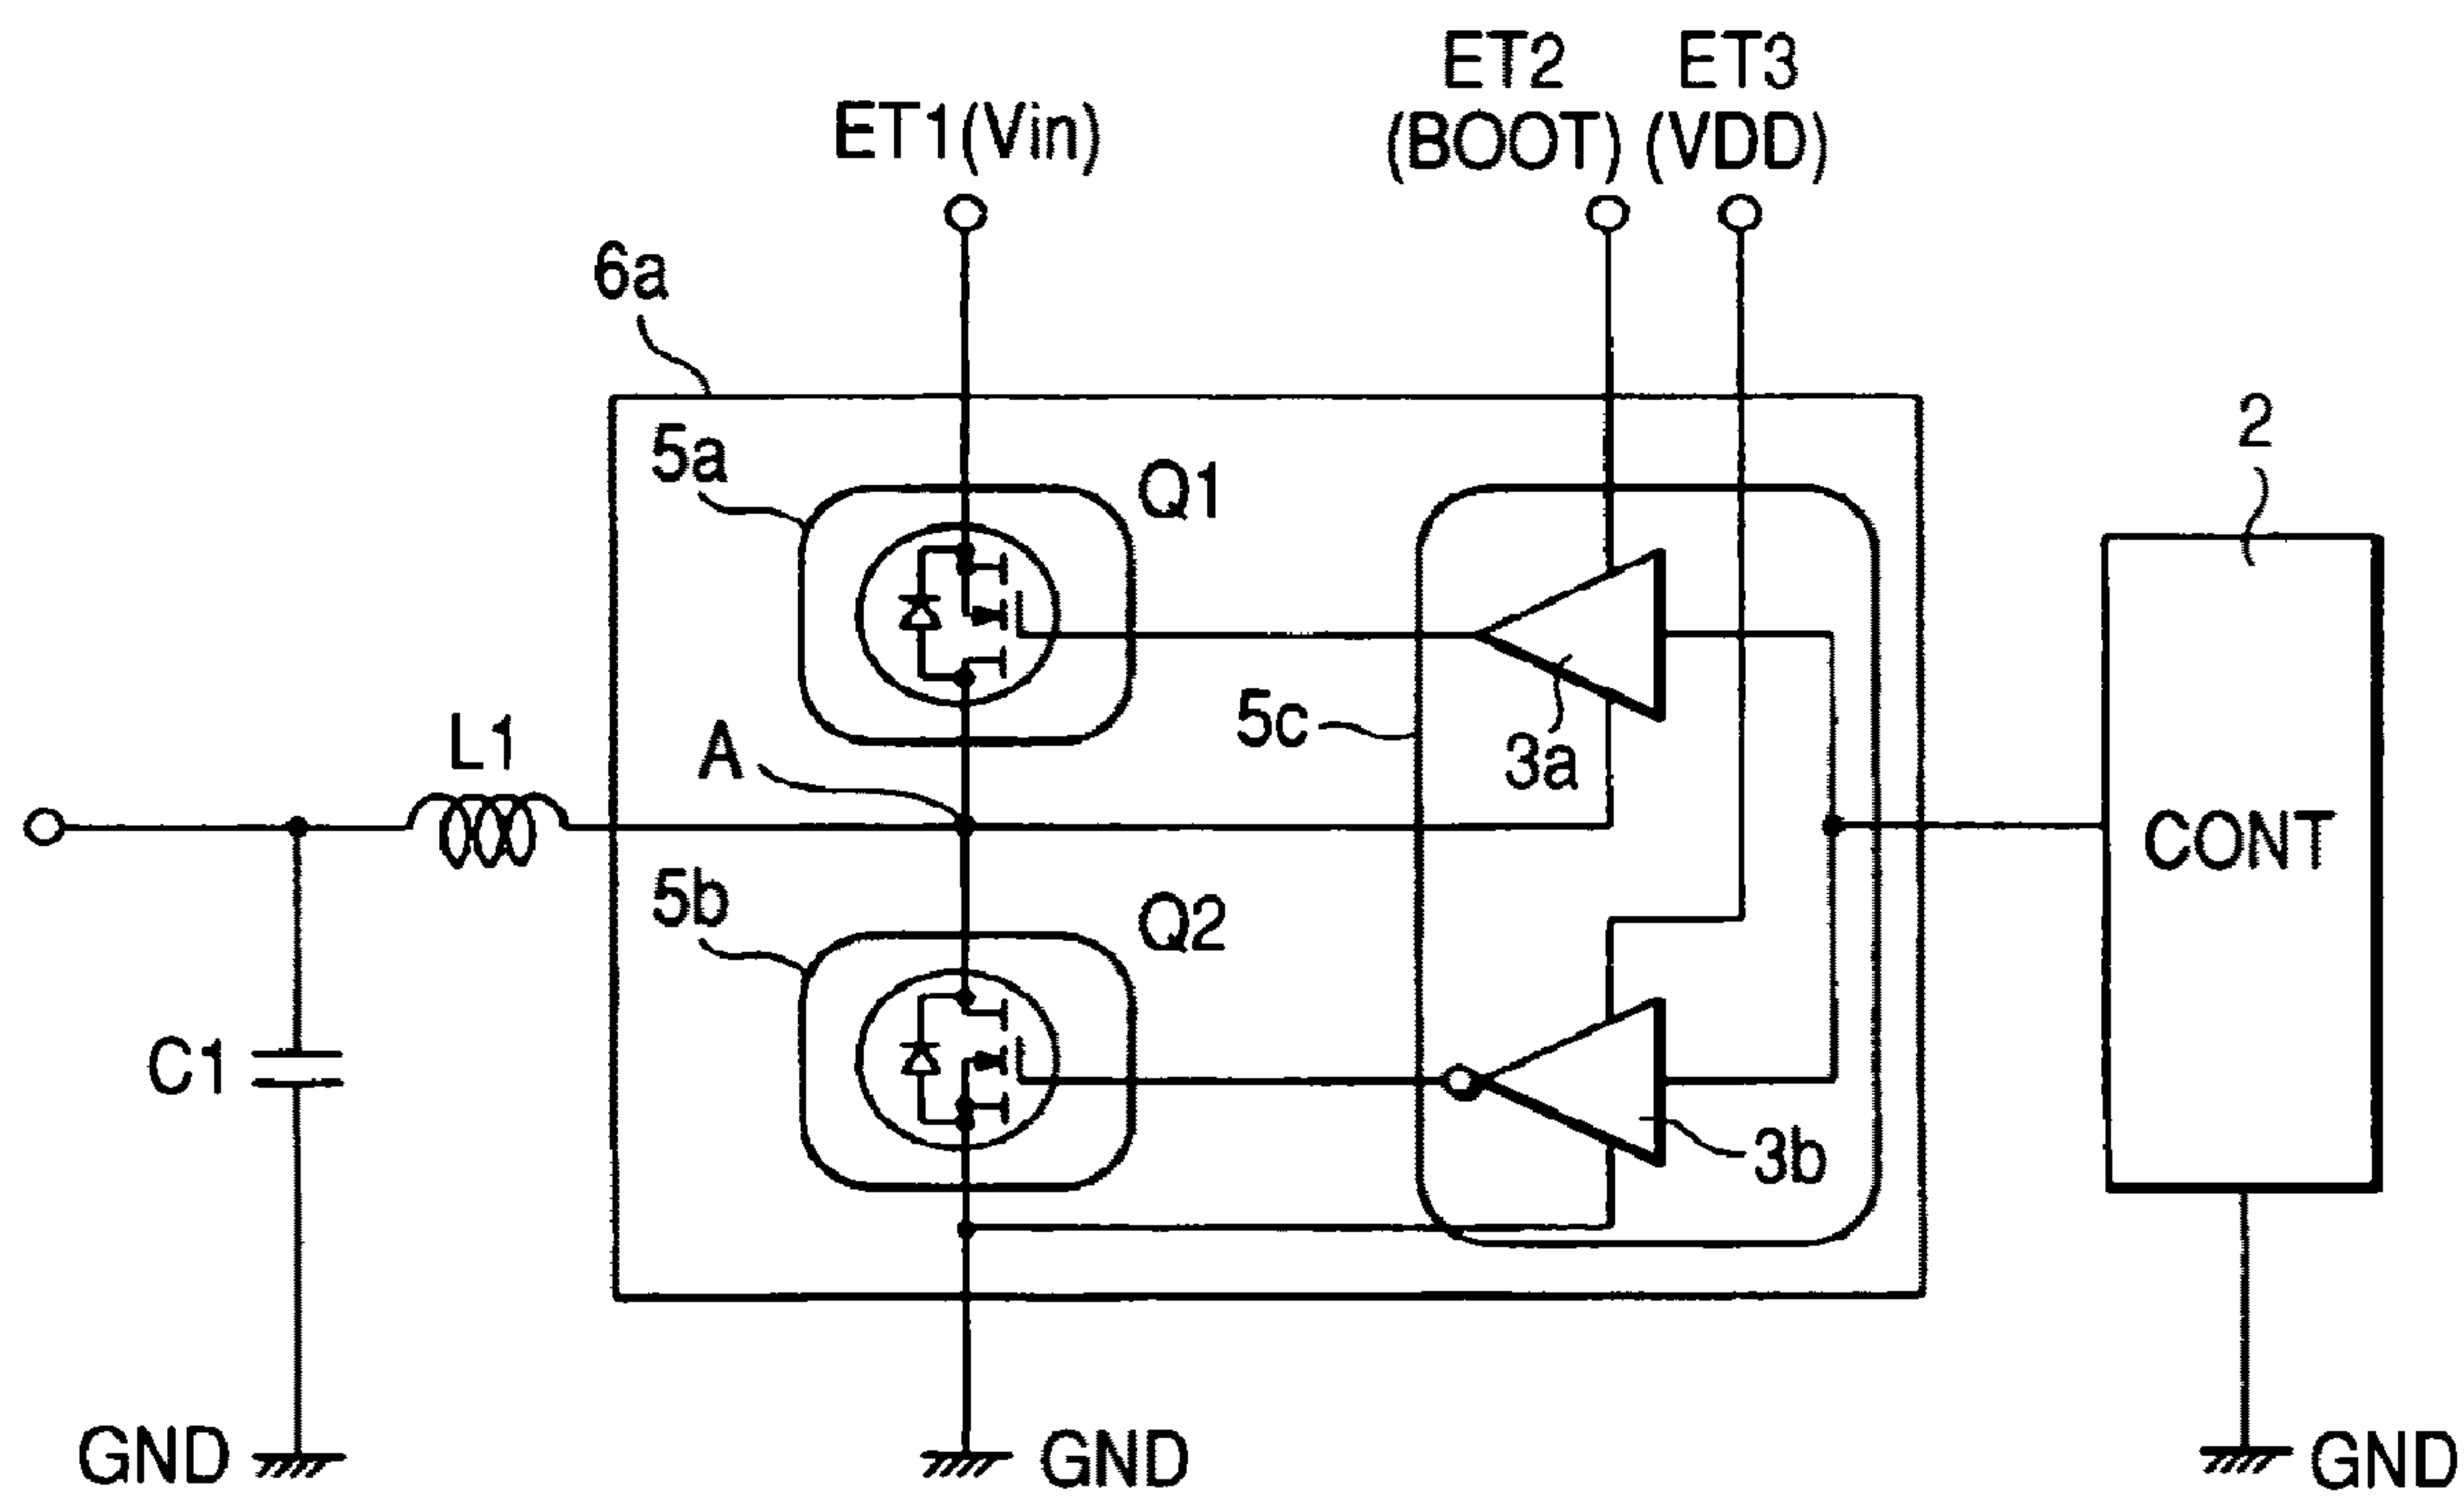 ET2
ET3
ET1(Vin)
(BOOT)
(VDD)
6a
2
5a
Q1
5c
3a
L1
A
CONT
5b
Q2
C1
3b
GND
GND
GND